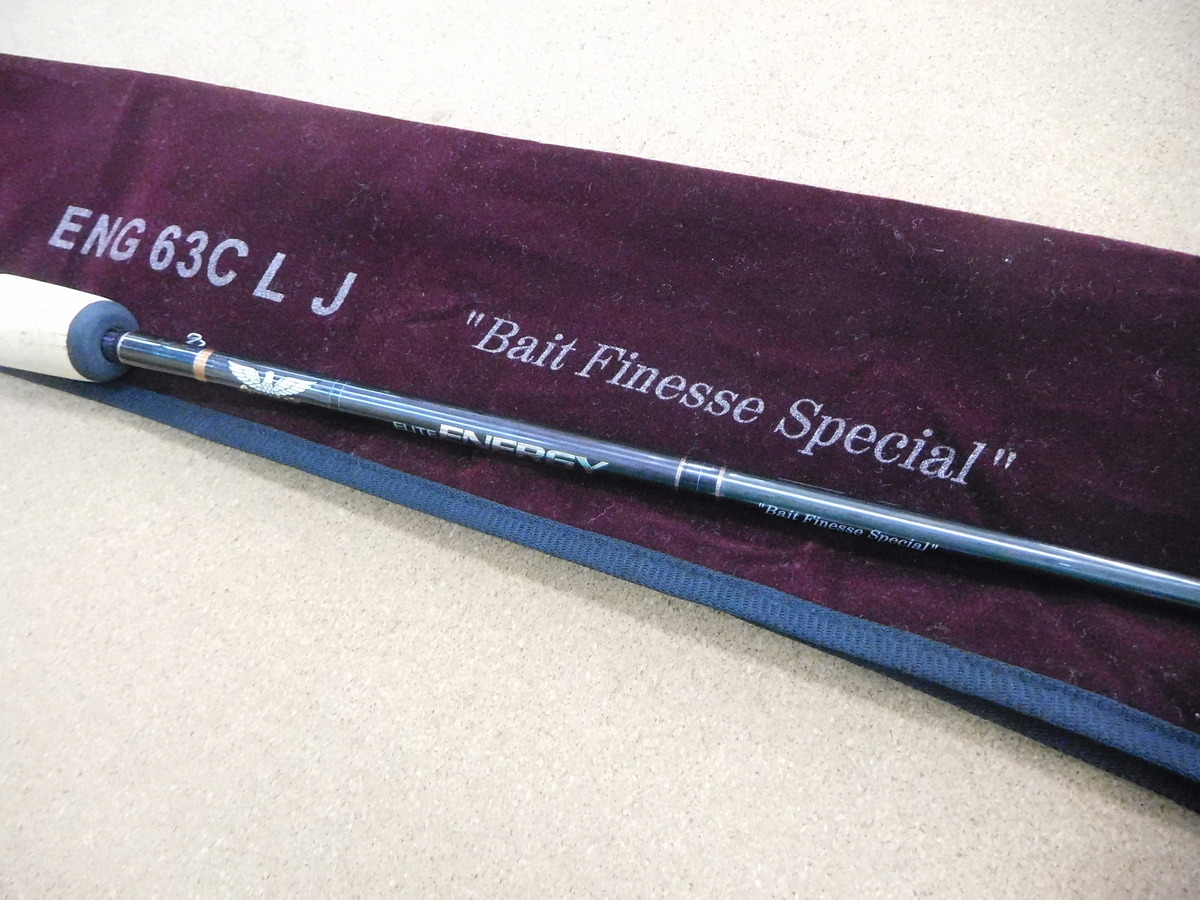 ENG 63C L J
"Bait Finesse Special"
ELITE ENERGY
"Bait Finesse Special"